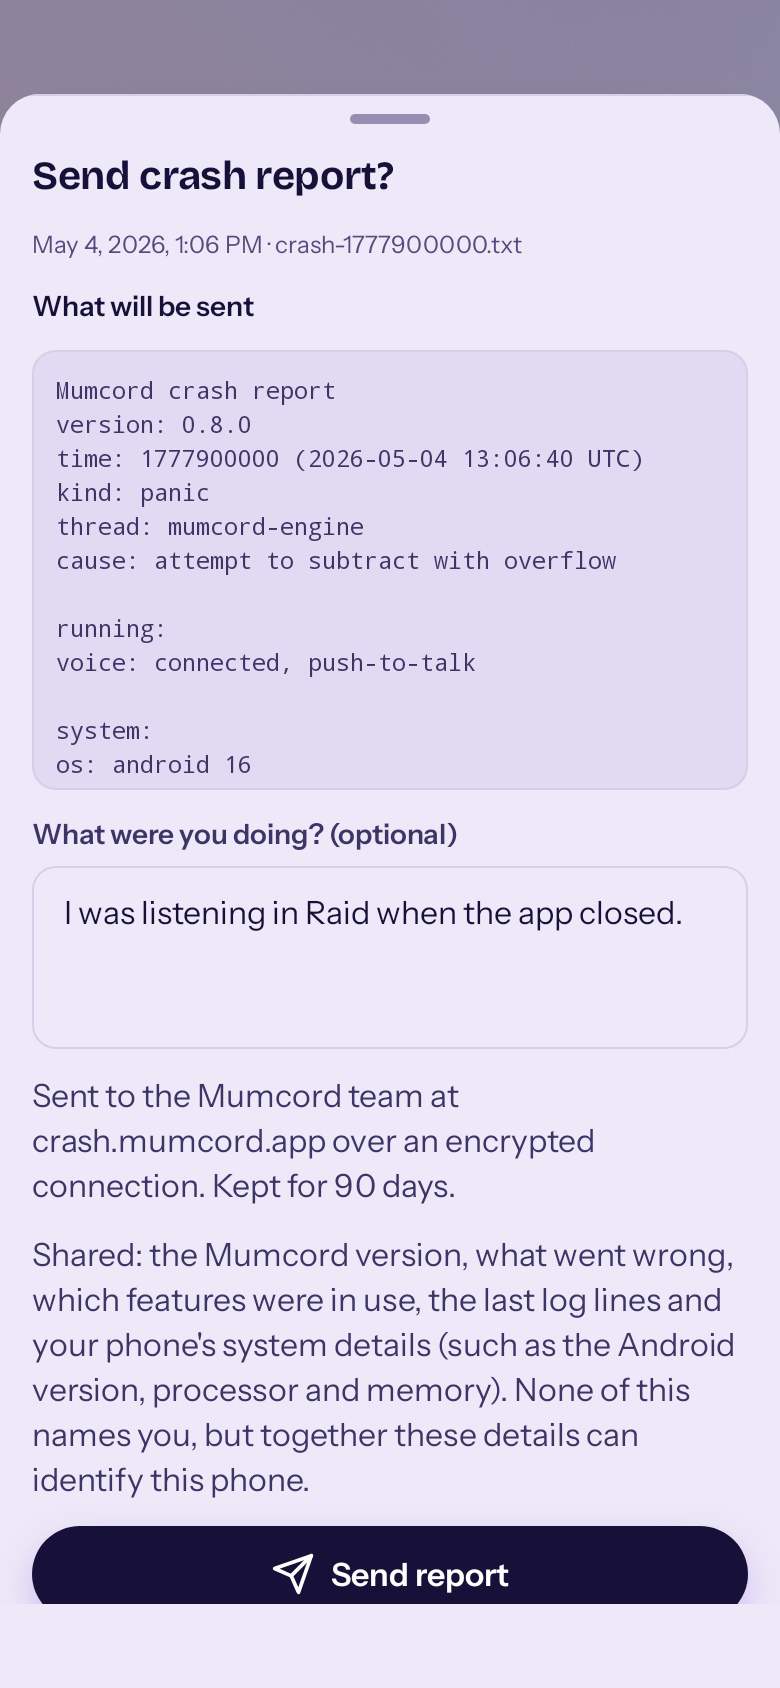 Send crash report?
May 4, 2026, 1:06 PM · crash-1777900000.txt
What will be sent
Mumcord crash report
version: 0.8.0
time: 1777900000 (2026-05-04 13:06:40 UTC)
kind: panic
thread: mumcord-engine
cause: attempt to subtract with overflow
running:
voice: connected, push-to-talk
system:
os: android 16
What were you doing? (optional)
I was listening in Raid when the app closed.
Sent to the Mumcord team at
crash.mumcord.app over an encrypted
connection. Kept for 90 days.
Shared: the Mumcord version, what went wrong,
which features were in use, the last log lines and
your phone's system details (such as the Android
version, processor and memory). None of this
names you, but together these details can
identify this phone.
Send report